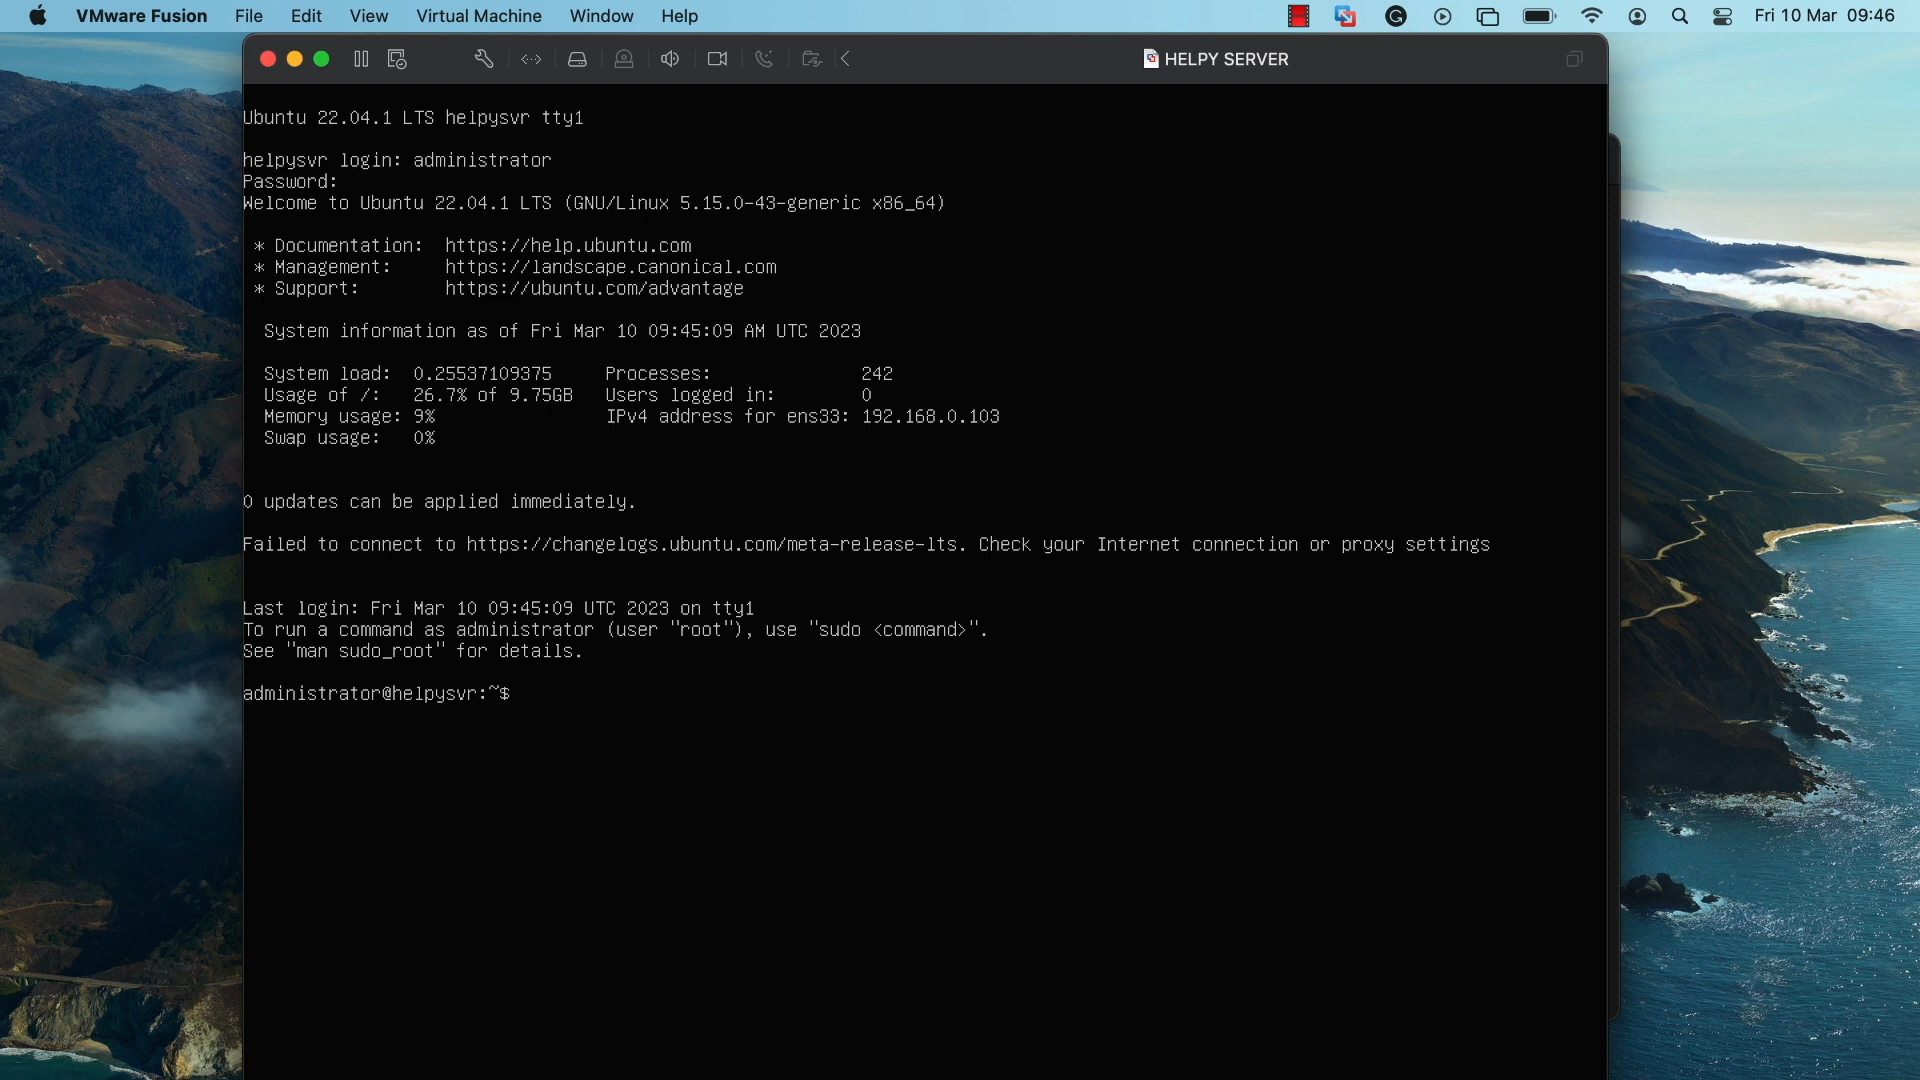 VMware Fusion File Edit View Virtual Machine Window Help Fri 10 Mar 09:46
HELPY SERVER
Ubuntu 22.04.1 LTS helpysvr tty1
helpysvr login: administrator
Password:
Welcome to Ubuntu 22.04.1 LTS (GNU/Linux 5.15.0-43-generic x86_64)
* Documentation: https://help.ubuntu.com
* Management: https://landscape.canonical.com
* Support: https://ubuntu.com/advantage
System information as of Fri Mar 10 09:45:09 AM UTC 2023
System load: 0.25537109375 Processes: 242
Usage of /: 26.7% of 9.75GB Users logged in: 0
Memory usage: 9% IPv4 address for ens33: 192.168.0.103
Swap usage: 0%
0 updates can be applied immediately.
Failed to connect to https://changelogs.ubuntu.com/meta-release-lts. Check your Internet connection or proxy settings
Last login: Fri Mar 10 09:45:09 UTC 2023 on tty1
To run a command as administrator (user "root"), use "sudo <command>".
See "man sudo_root" for details.
administrator@helpysvr:~$